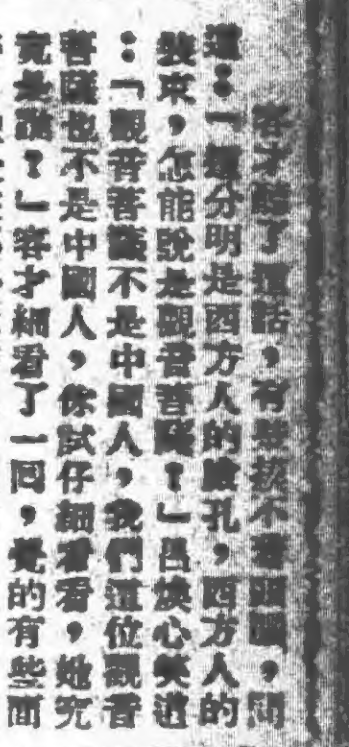 客才聽了這話,有些摸不着頭腦,問
道:「這分明是西方人的臉孔,西方人的
裝束,怎能說是觀音菩薩?」呂煥心笑道
:「觀音菩薩不是中國人,我們這位觀音
菩薩也不是中國人,你試仔細看看,她究
竟是誰?」客才細看了一回,覺的有些面